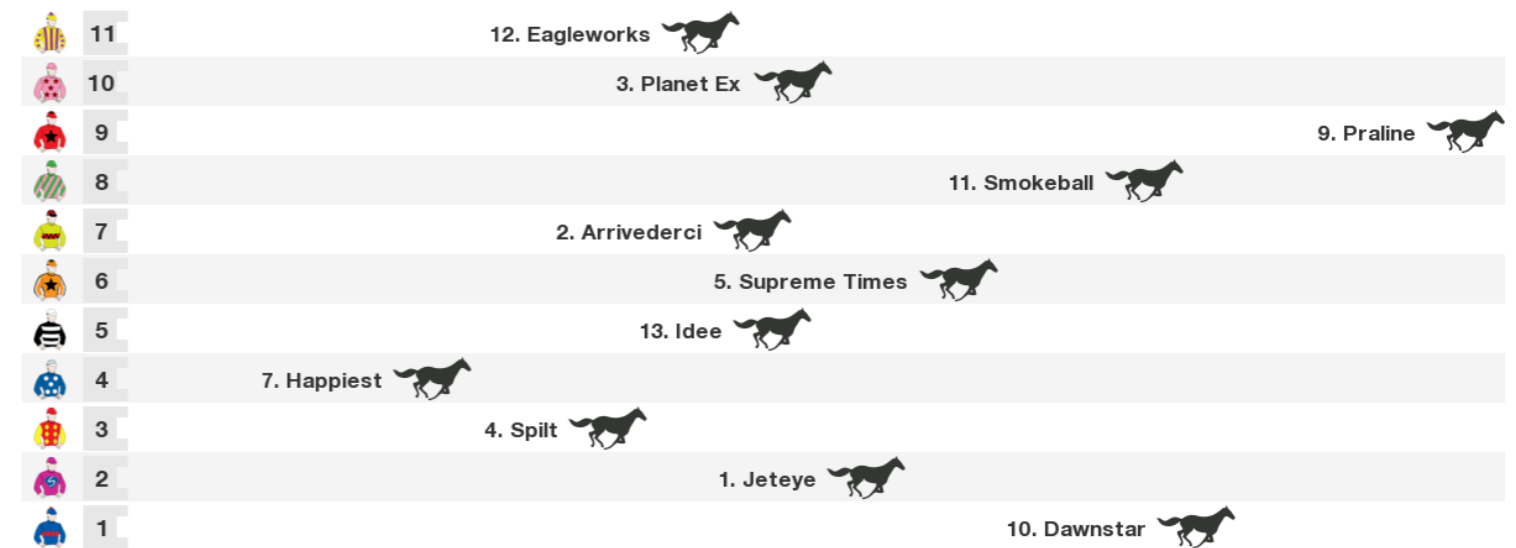 11 12. Eagleworks
10 3. Planet Ex
9 9. Praline
8 11. Smokeball
7 2. Arrivederci
6 5. Supreme Times
5 13. Idee
4 7. Happiest
3 4. Spilt
2 1. Jeteye
1 10. Dawnstar